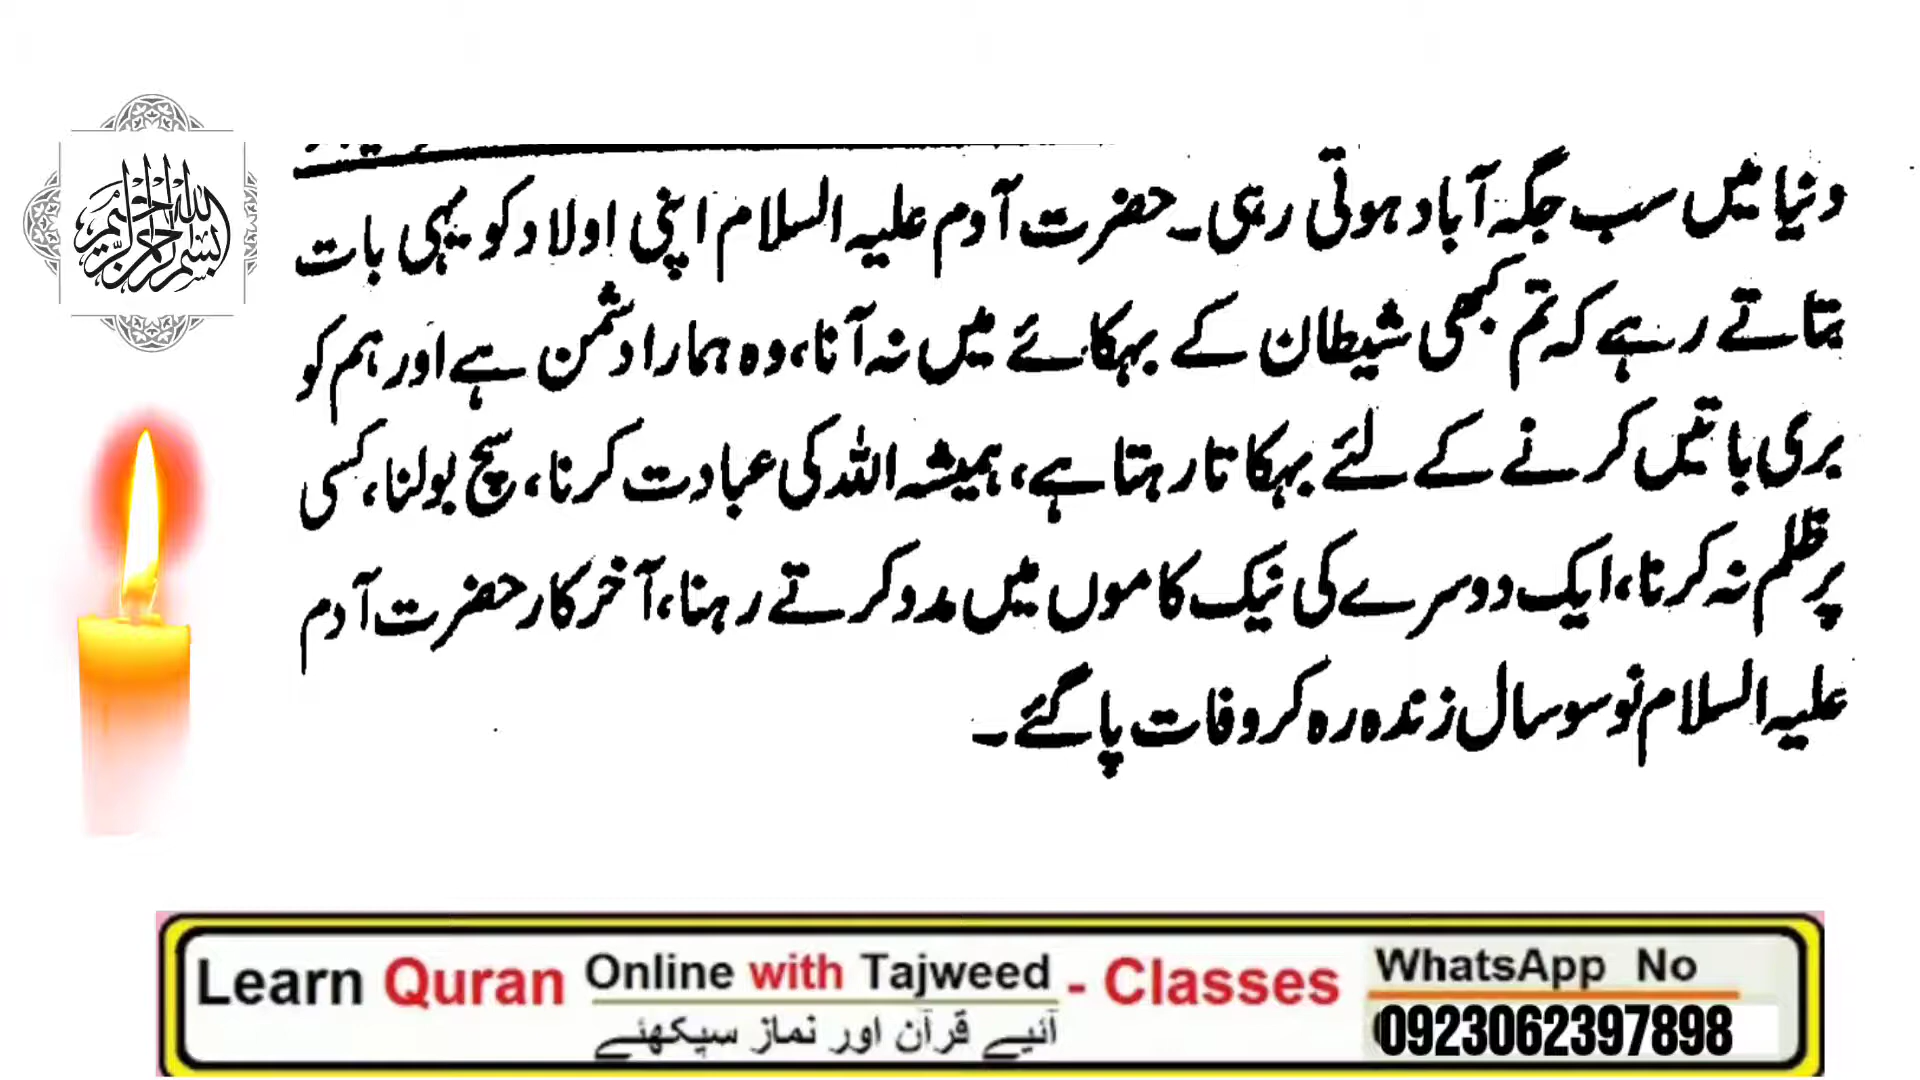 بسم الله الرحمن الرحيم
دنیا میں سب جگہ آباد ہوتی رہی۔ حضرت آدم علیہ السلام اپنی اولاد کو یہی بات
بتاتے رہے کہ تم کبھی شیطان کے بہکائے میں نہ آنا، وہ ہمارا دشمن ہے اور ہم کو
بری باتیں کرنے کے لئے بہکاتا رہتا ہے، ہمیشہ اللہ کی عبادت کرنا، سچ بولنا، کسی
پر ظلم نہ کرنا، ایک دوسرے کی نیک کاموں میں مدد کرتے رہنا، آخر کار حضرت آدم
علیہ السلام نو سو سال زندہ رہ کر وفات پا گئے۔
Learn Quran Online with Tajweed - Classes
آئیے قرآن اور نماز سیکھئے
WhatsApp No
0923062397898